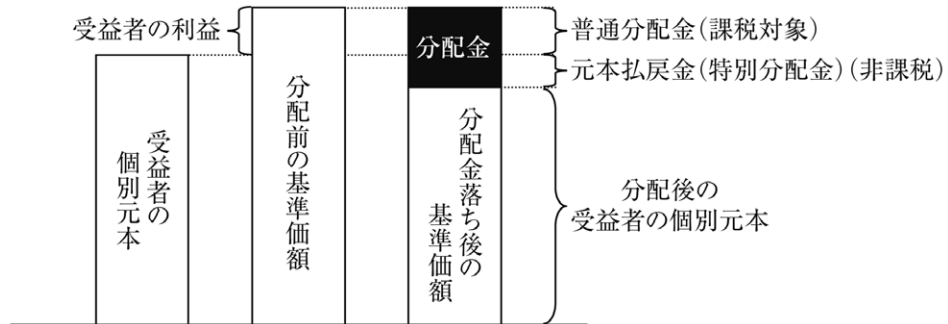 受益者の利益
分配金
普通分配金(課税対象)
元本払戻金(特別分配金)(非課税)
受益者の
個別元本
分配前の基準価額
分配金落ち後の
基準価額
分配後の
受益者の個別元本